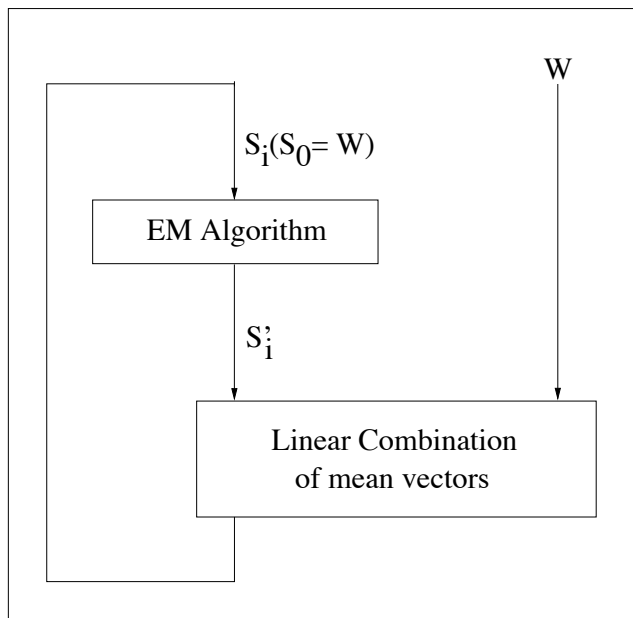 W
S_i(S_0= W)
EM Algorithm
S'_i
Linear Combination
of mean vectors